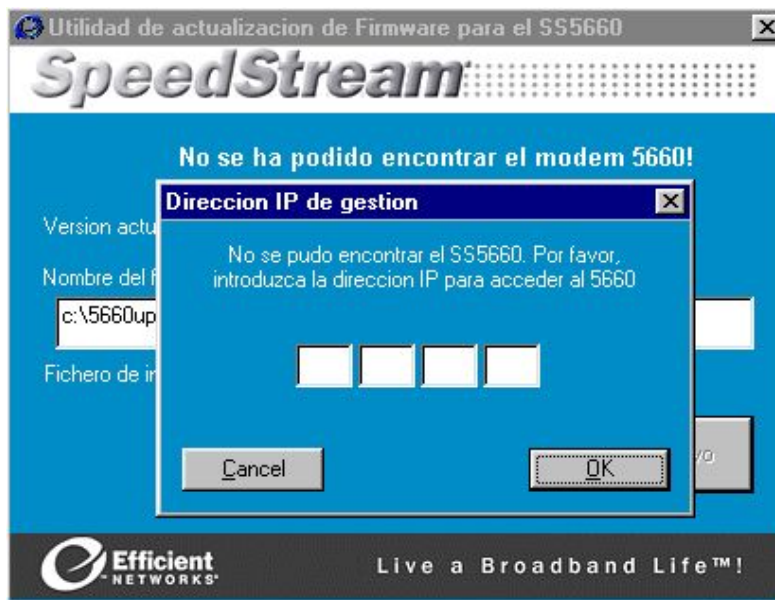 Utilidad de actualizacion de Firmware para el SS5660
SpeedStream
No se ha podido encontrar el modem 5660!
Direccion IP de gestion
Version actu
No se pudo encontrar el SS5660. Por favor,
introduzca la direccion IP para acceder al 5660
Nombre del f
c:\5660up
Fichero de in
Cancel
OK
vo
Efficient
NETWORKS®
Live a Broadband Life™!